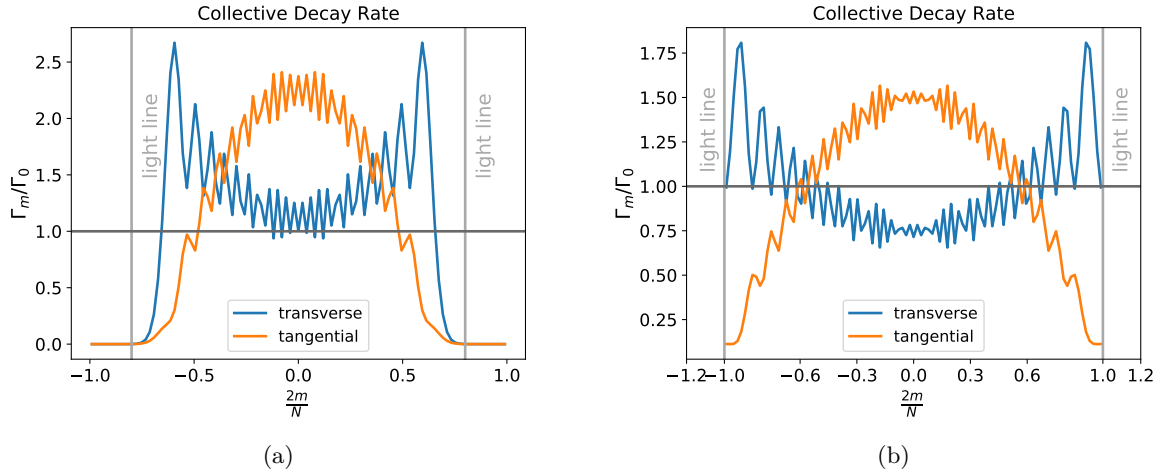 Collective Decay Rate
Γₘ/Γ₀
2.5
2.0
1.5
1.0
0.5
0.0
light line
light line
transverse
tangential
−1.0 −0.5 0.0 0.5 1.0
2m/N
(a)
Collective Decay Rate
Γₘ/Γ₀
1.75
1.50
1.25
1.00
0.75
0.50
0.25
light line
light line
transverse
tangential
−1.2 −1.0 −0.6 −0.3 0.0 0.3 0.6 1.0 1.2
2m/N
(b)